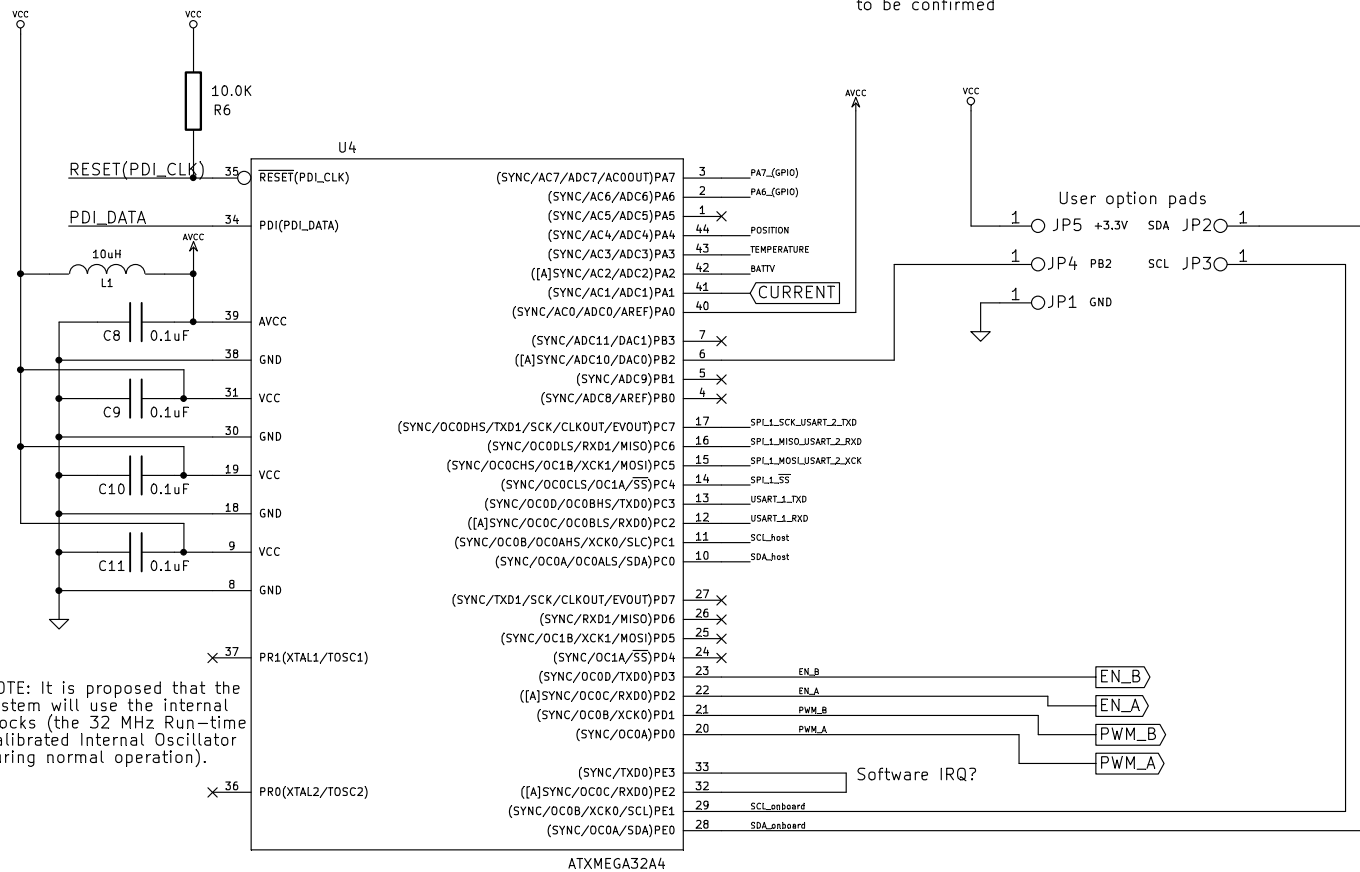 to be confirmed
VCC
VCC
10.0K
R6
AVCC
VCC
U4
RESET(PDI_CLK)
35
RESET(PDI_CLK)
PDI_DATA
34
PDI(PDI_DATA)
AVCC
10uH
L1
39
AVCC
C8
0.1uF
38
GND
31
VCC
C9
0.1uF
30
GND
19
VCC
C10
0.1uF
18
GND
9
VCC
C11
0.1uF
8
GND
37
PR1(XTAL1/TOSC1)
OTE: It is proposed that the
stem will use the internal
ocks (the 32 MHz Run-time
alibrated Internal Oscillator
uring normal operation).
36
PR0(XTAL2/TOSC2)
(SYNC/AC7/ADC7/AC0OUT)PA7 3 PA7_(GPIO)
(SYNC/AC6/ADC6)PA6 2 PA6_(GPIO)
(SYNC/AC5/ADC5)PA5 1
(SYNC/AC4/ADC4)PA4 44 POSITION
(SYNC/AC3/ADC3)PA3 43 TEMPERATURE
([A]SYNC/AC2/ADC2)PA2 42 BATTV
(SYNC/AC1/ADC1)PA1 41 CURRENT
(SYNC/AC0/ADC0/AREF)PA0 40
(SYNC/ADC11/DAC1)PB3 7
([A]SYNC/ADC10/DAC0)PB2 6
(SYNC/ADC9)PB1 5
(SYNC/ADC8/AREF)PB0 4
(SYNC/OC0DHS/TXD1/SCK/CLKOUT/EVOUT)PC7 17 SPI_1_SCK_USART_2_TXD
(SYNC/OC0DLS/RXD1/MISO)PC6 16 SPI_1_MISO_USART_2_RXD
(SYNC/OC0CHS/OC1B/XCK1/MOSI)PC5 15 SPI_1_MOSI_USART_2_XCK
(SYNC/OC0CLS/OC1A/SS)PC4 14 SPI_1_SS
(SYNC/OC0D/OC0BHS/TXD0)PC3 13 USART_1_TXD
([A]SYNC/OC0C/OC0BLS/RXD0)PC2 12 USART_1_RXD
(SYNC/OC0B/OC0AHS/XCK0/SLC)PC1 11 SCL_host
(SYNC/OC0A/OC0ALS/SDA)PC0 10 SDA_host
(SYNC/TXD1/SCK/CLKOUT/EVOUT)PD7 27
(SYNC/RXD1/MISO)PD6 26
(SYNC/OC1B/XCK1/MOSI)PD5 25
(SYNC/OC1A/SS)PD4 24
(SYNC/OC0D/TXD0)PD3 23 EN_B EN_B
([A]SYNC/OC0C/RXD0)PD2 22 EN_A EN_A
(SYNC/OC0B/XCK0)PD1 21 PWM_B PWM_B
(SYNC/OC0A)PD0 20 PWM_A PWM_A
(SYNC/TXD0)PE3 33
Software IRQ?
([A]SYNC/OC0C/RXD0)PE2 32
(SYNC/OC0B/XCK0/SCL)PE1 29 SCL_onboard
(SYNC/OC0A/SDA)PE0 28 SDA_onboard
ATXMEGA32A4
User option pads
1 JP5 +3.3V SDA JP2 1
1 JP4 PB2 SCL JP3 1
1 JP1 GND